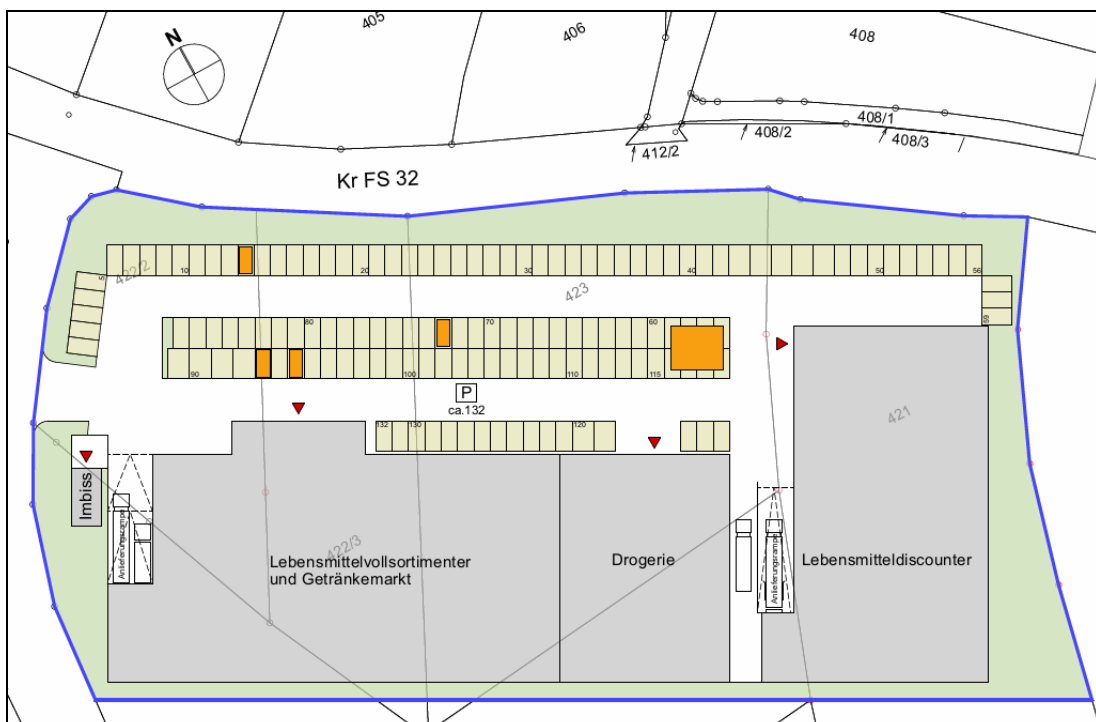 N
405
406
408
408/1
408/2
408/3
412/2
Kr FS 32
422/2
5
10
20
30
40
50
56
423
59
80
70
60
90
100
110
115
P
ca.132
132
130
120
421
Imbiss
Anlieferungsrampe
422/3
Lebensmittelvollsortimenter
und Getränkemarkt
Drogerie
Anlieferungsrampe
Lebensmitteldiscounter